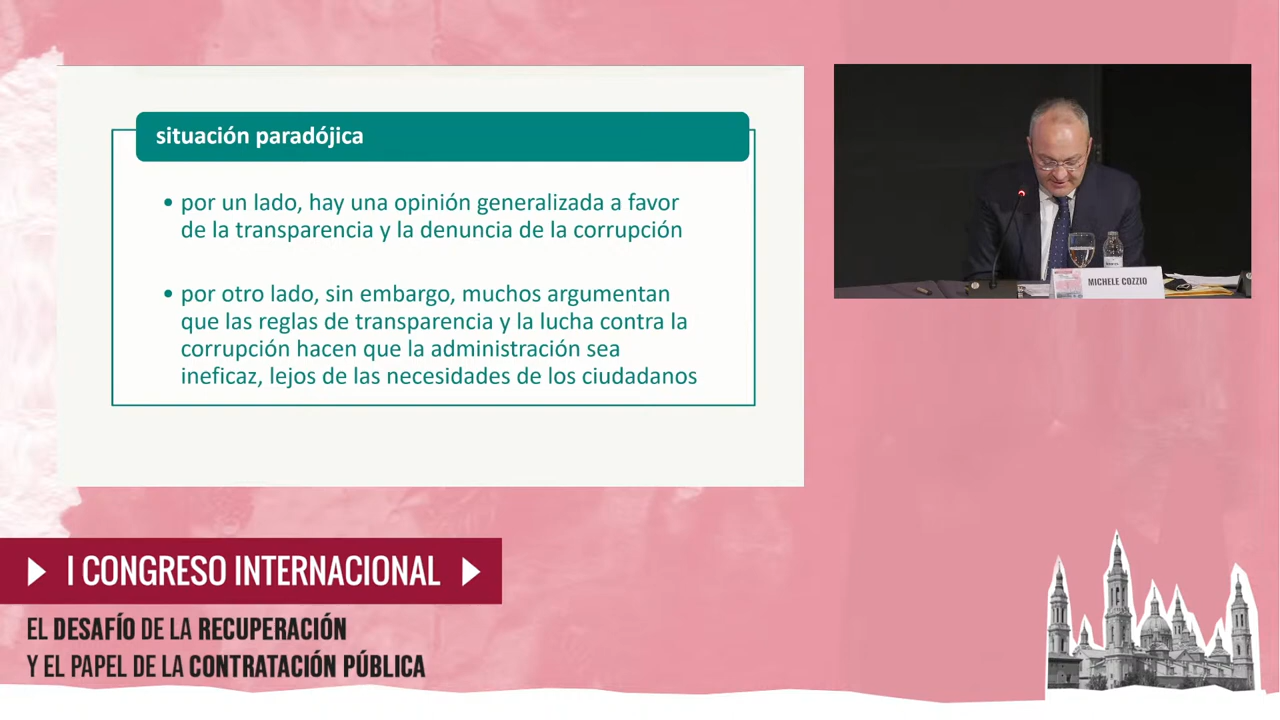 situación paradójica
• por un lado, hay una opinión generalizada a favor
de la transparencia y la denuncia de la corrupción
• por otro lado, sin embargo, muchos argumentan
que las reglas de transparencia y la lucha contra la
corrupción hacen que la administración sea
ineficaz, lejos de las necesidades de los ciudadanos
MICHELE COZZIO
I CONGRESO INTERNACIONAL
EL DESAFÍO DE LA RECUPERACIÓN
Y EL PAPEL DE LA CONTRATACIÓN PÚBLICA